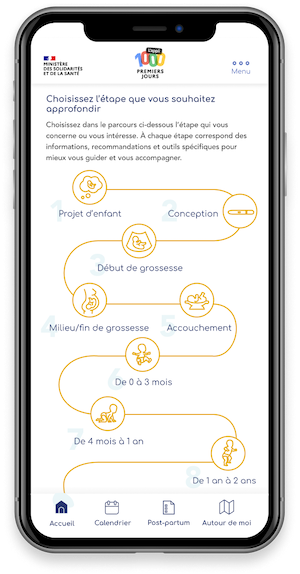 MINISTÈRE
DES SOLIDARITÉS
ET DE LA SANTÉ
L'appli
1000
PREMIERS
JOURS
Menu
Choisissez l'étape que vous souhaitez
approfondir
Choisissez dans le parcours ci-dessous l'étape qui vous
concerne ou vous intéresse. À chaque étape correspond des
informations, recommandations et outils spécifiques pour
mieux vous guider et vous accompagner.
1
Projet d'enfant
2
Conception
3
Début de grossesse
4
Milieu/fin de grossesse
5
Accouchement
6
De 0 à 3 mois
7
De 4 mois à 1 an
8
De 1 an à 2 ans
Accueil
Calendrier
Post-partum
Autour de moi